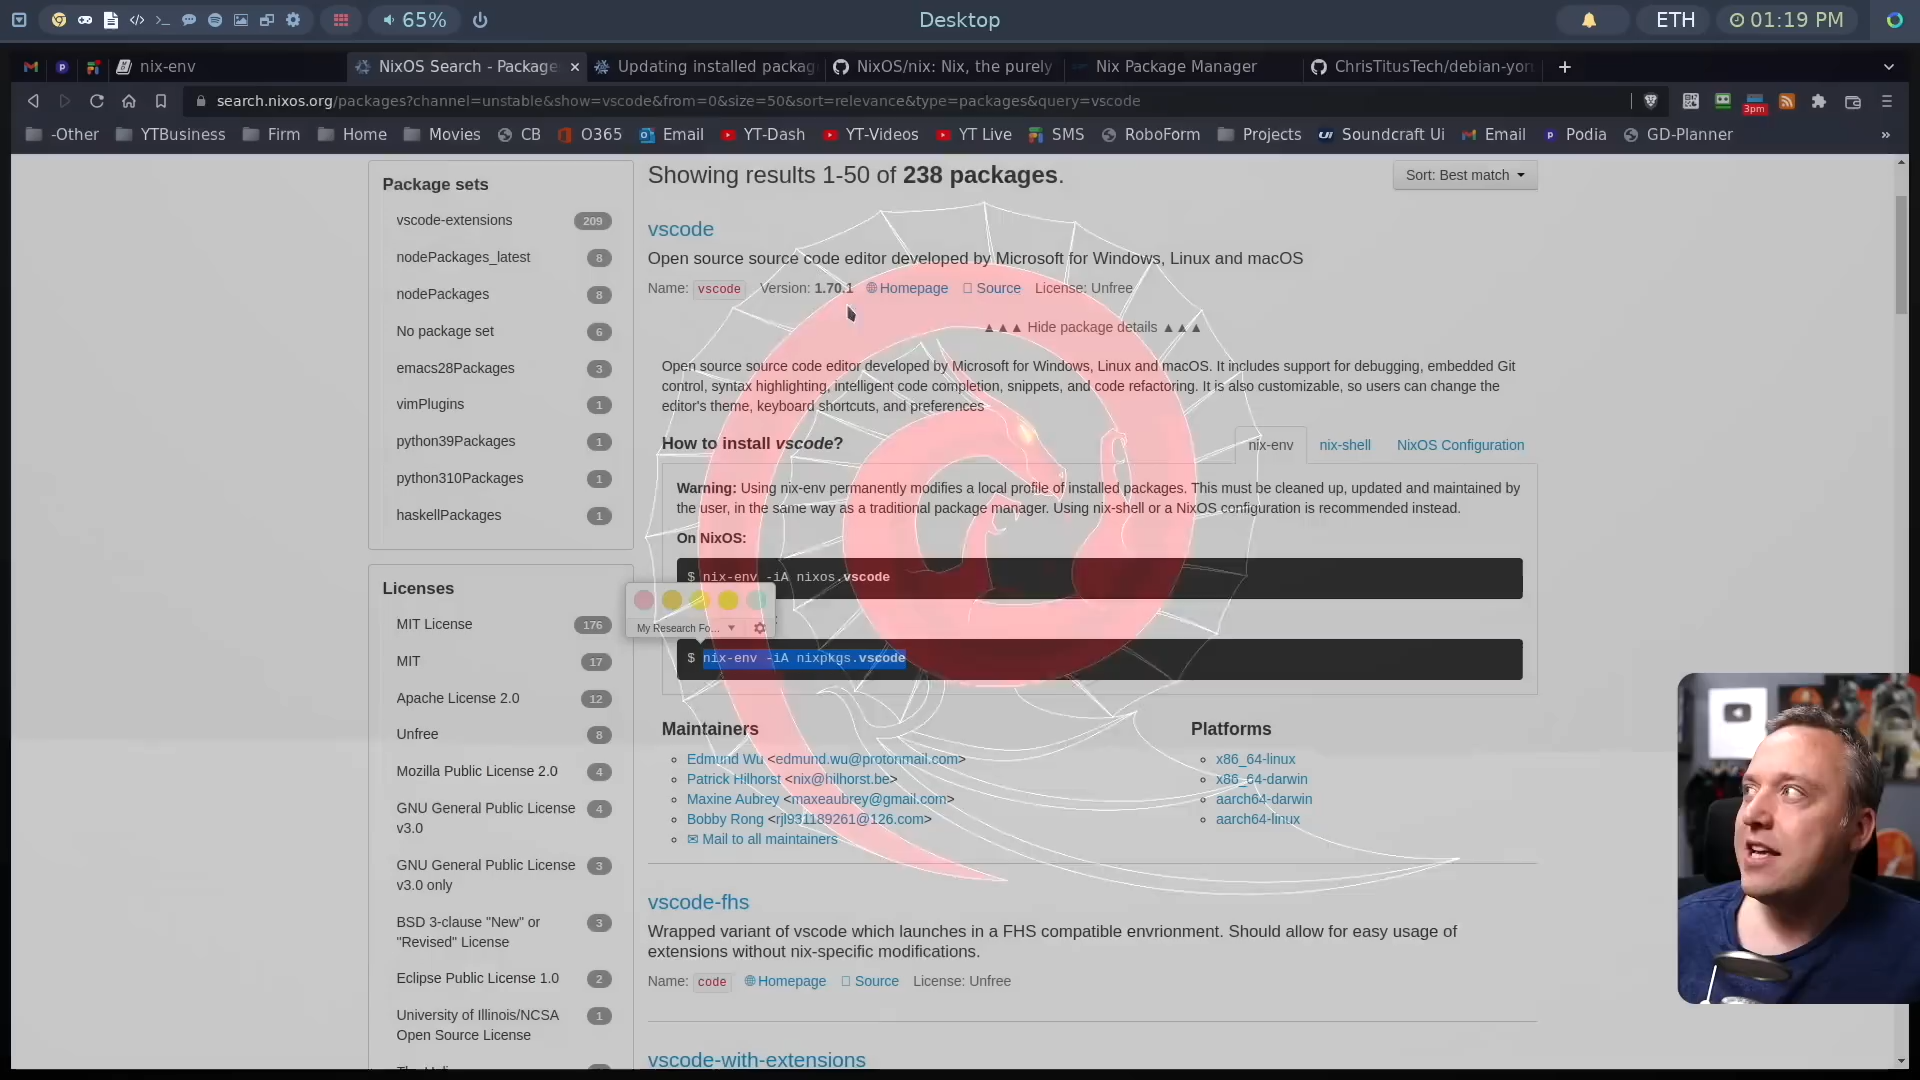 65%
Desktop
ETH
01:19 PM
nix-env
NixOS Search - Package
Updating installed packag
NixOS/nix: Nix, the purely
Nix Package Manager
ChrisTitusTech/debian-yon
search.nixos.org/packages?channel=unstable&show=vscode&from=0&size=50&sort=relevance&type=packages&query=vscode
3pm
-Other
YTBusiness
Firm
Home
Movies
CB
O365
Email
YT-Dash
YT-Videos
YT Live
SMS
RoboForm
Projects
Soundcraft Ui
Email
Podia
GD-Planner
»
Package sets
vscode-extensions 209
nodePackages_latest 8
nodePackages 8
No package set 6
emacs28Packages 3
vimPlugins 1
python39Packages 1
python310Packages 1
haskellPackages 1
Licenses
MIT License 176
MIT 17
Apache License 2.0 12
Unfree 8
Mozilla Public License 2.0 4
GNU General Public License 4
v3.0
GNU General Public License 3
v3.0 only
BSD 3-clause "New" or 3
"Revised" License
Eclipse Public License 1.0 2
University of Illinois/NCSA 1
Open Source License
Showing results 1-50 of 238 packages.
Sort: Best match
vscode
Open source source code editor developed by Microsoft for Windows, Linux and macOS
Name: vscode Version: 1.70.1 Homepage Source License: Unfree
▲▲▲ Hide package details ▲▲▲
Open source source code editor developed by Microsoft for Windows, Linux and macOS. It includes support for debugging, embedded Git
control, syntax highlighting, intelligent code completion, snippets, and code refactoring. It is also customizable, so users can change the
editor's theme, keyboard shortcuts, and preferences
How to install vscode?
nix-env
nix-shell
NixOS Configuration
Warning: Using nix-env permanently modifies a local profile of installed packages. This must be cleaned up, updated and maintained by
the user, in the same way as a traditional package manager. Using nix-shell or a NixOS configuration is recommended instead.
On NixOS:
$ nix-env -iA nixos.vscode
My Research Fo...
$ nix-env -iA nixpkgs.vscode
Maintainers
Edmund Wu <edmund.wu@protonmail.com>
Patrick Hilhorst <nix@hilhorst.be>
Maxine Aubrey <maxeaubrey@gmail.com>
Bobby Rong <rjl931189261@126.com>
Mail to all maintainers
Platforms
x86_64-linux
x86_64-darwin
aarch64-darwin
aarch64-linux
vscode-fhs
Wrapped variant of vscode which launches in a FHS compatible envrionment. Should allow for easy usage of
extensions without nix-specific modifications.
Name: code Homepage Source License: Unfree
vscode-with-extensions